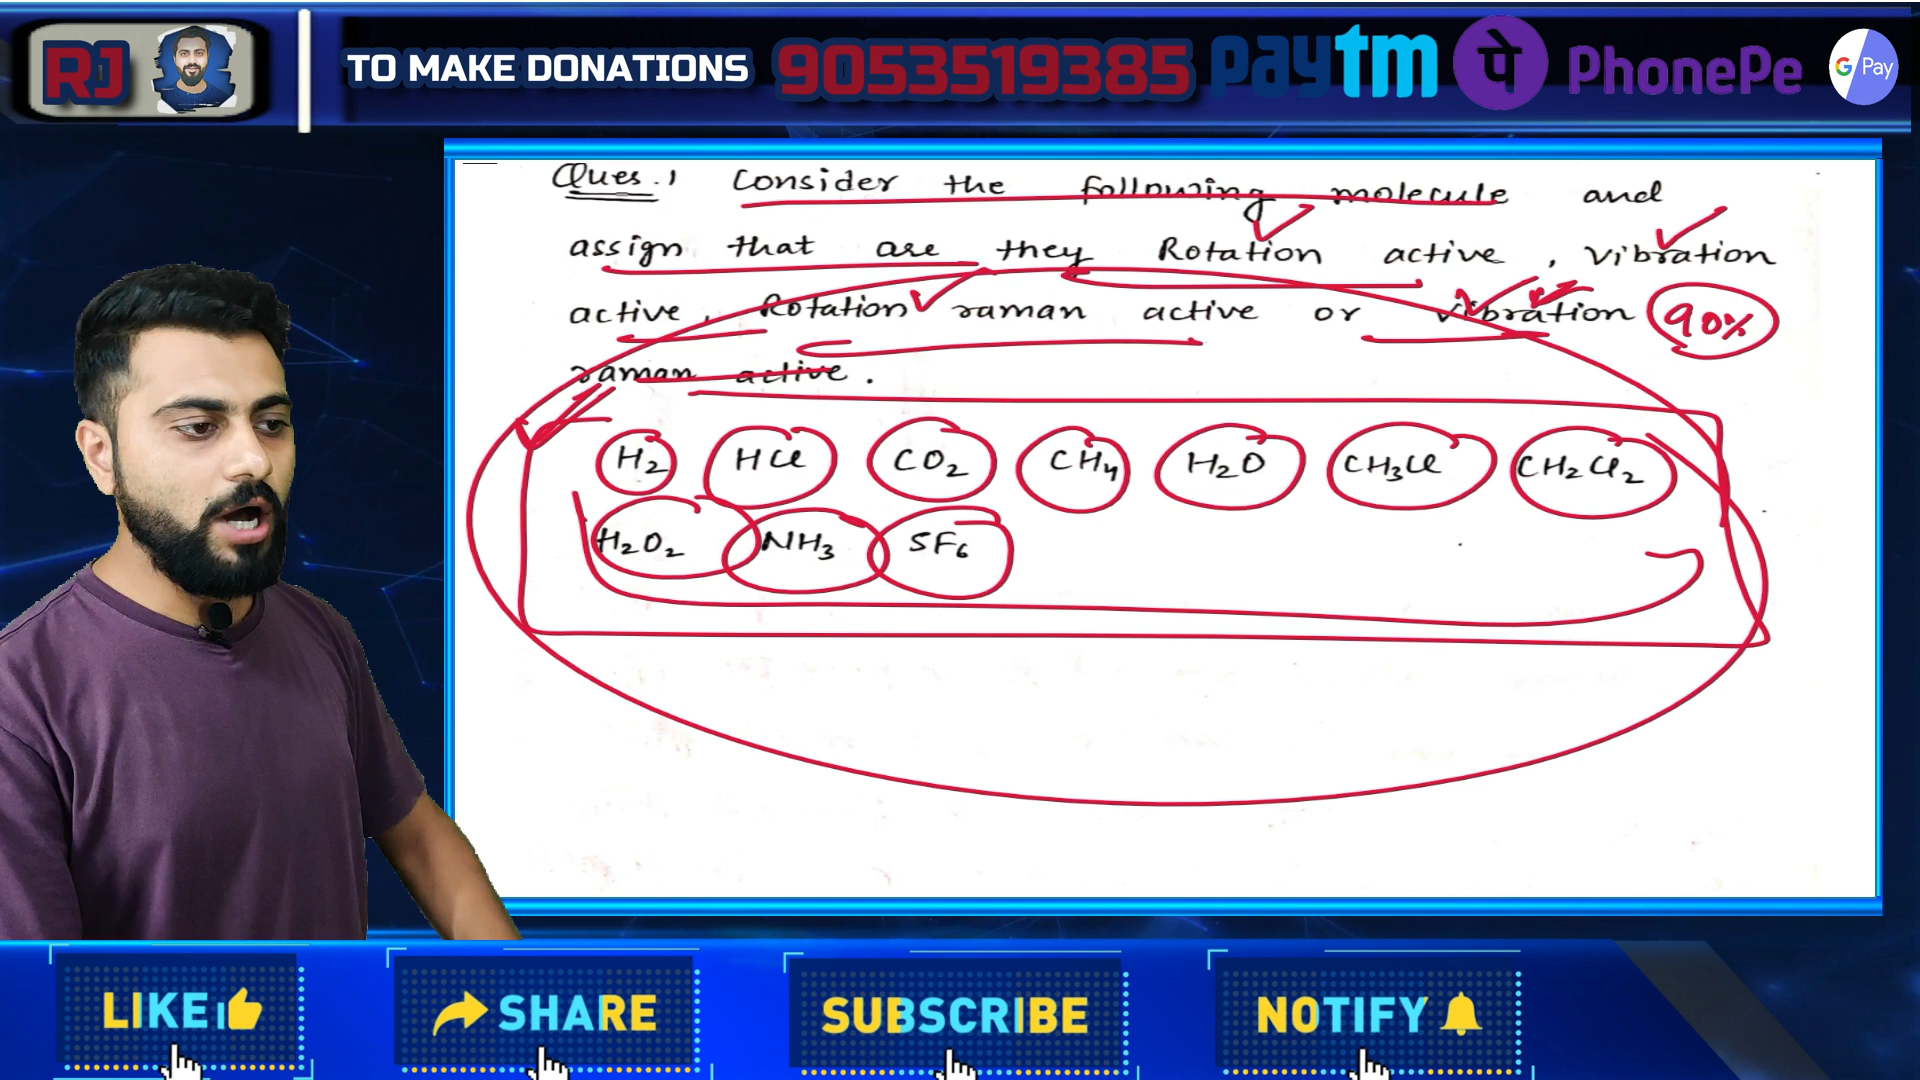 RJ TO MAKE DONATIONS 9053519385 paytm पे PhonePe G Pay
Ques.1 Consider the following molecule and
assign that are they Rotation active, vibration
active, Rotation raman active or vibration 90%
raman active.
H2 HCl CO2 CH4 H2O CH3Cl CH2Cl2
H2O2 NH3 SF6
LIKE SHARE SUBSCRIBE NOTIFY